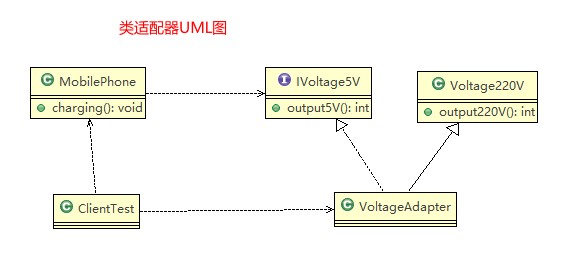 类适配器UML图
C MobilePhone
charging(): void
I IVoltage5V
output5V(): int
C Voltage220V
output220V(): int
C ClientTest
C VoltageAdapter